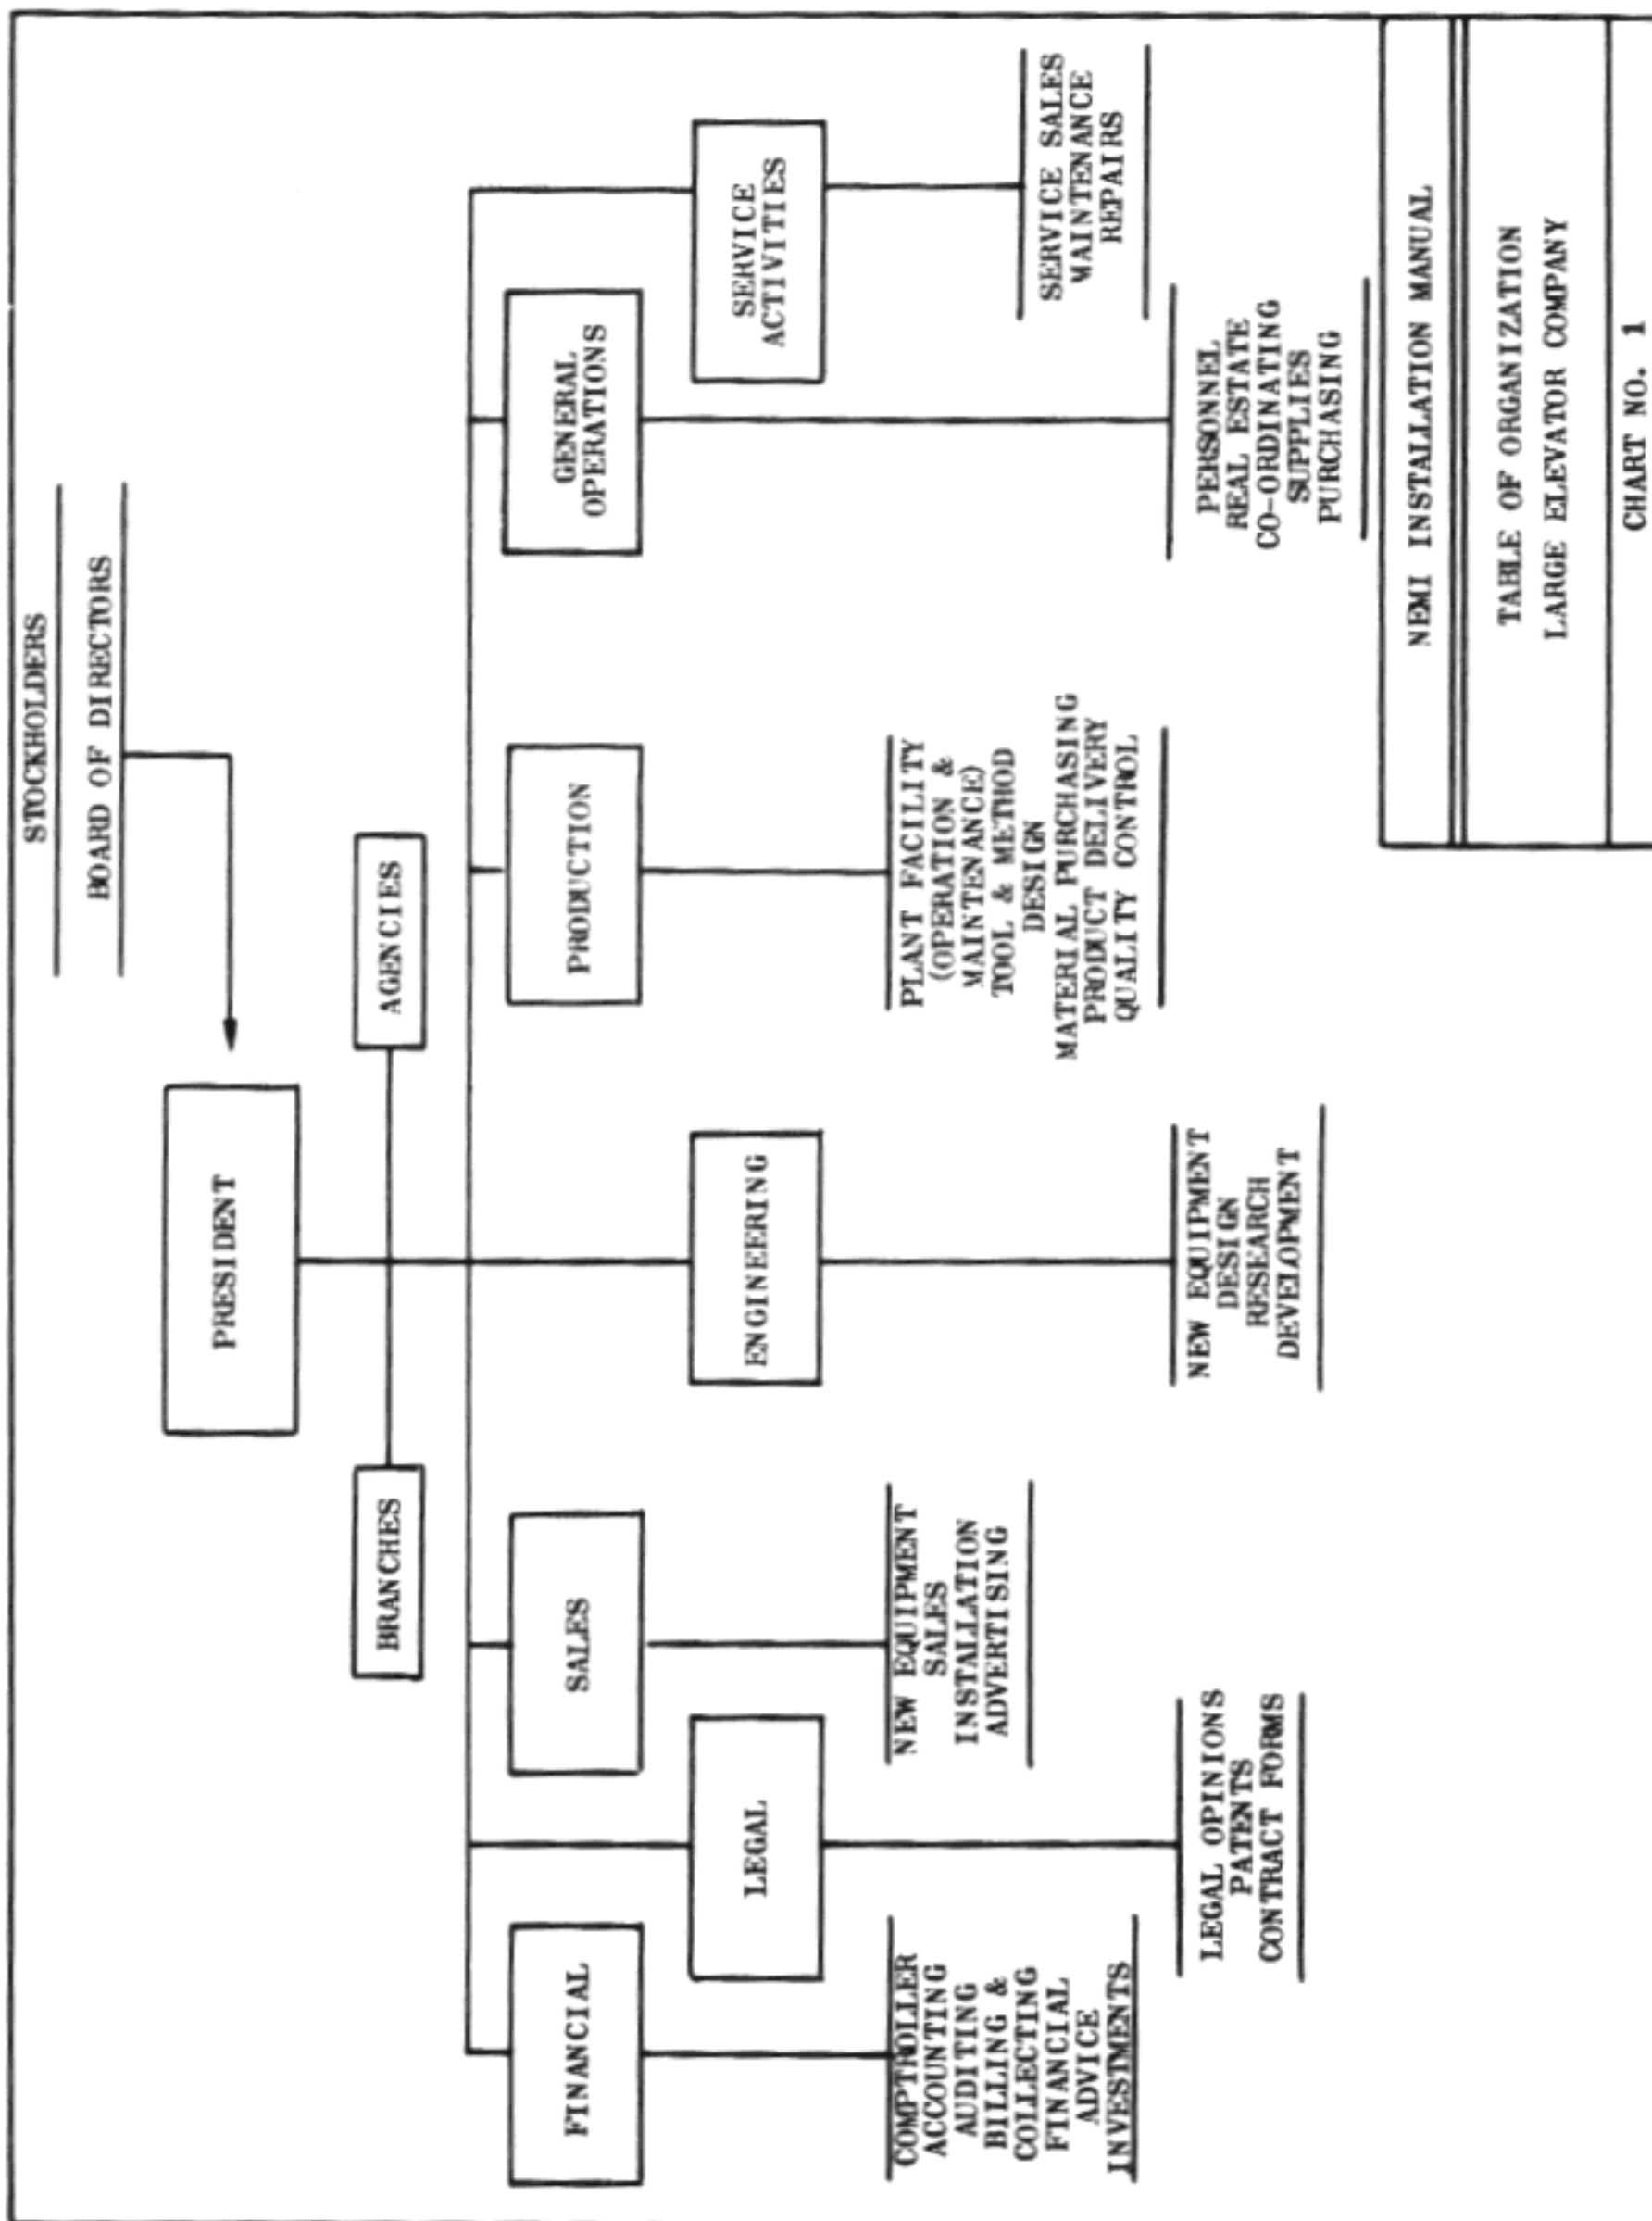 STOCKHOLDERS
BOARD OF DIRECTORS
PRESIDENT
BRANCHES
AGENCIES
FINANCIAL
SALES
PRODUCTION
GENERAL
OPERATIONS
LEGAL
ENGINEERING
SERVICE
ACTIVITIES
COMPTROLLER
ACCOUNTING
AUDITING
BILLING &
COLLECTING
FINANCIAL
ADVICE
INVESTMENTS
LEGAL OPINIONS
PATENTS
CONTRACT FORMS
NEW EQUIPMENT
SALES
INSTALLATION
ADVERTISING
NEW EQUIPMENT
DESIGN
RESEARCH
DEVELOPMENT
PLANT FACILITY
(OPERATION &
MAINTENANCE)
TOOL & METHOD
DESIGN
MATERIAL PURCHASING
PRODUCT DELIVERY
QUALITY CONTROL
PERSONNEL
REAL ESTATE
CO-ORDINATING
SUPPLIES
PURCHASING
SERVICE SALES
MAINTENANCE
REPAIRS
NEMI INSTALLATION MANUAL
TABLE OF ORGANIZATION
LARGE ELEVATOR COMPANY
CHART NO. 1